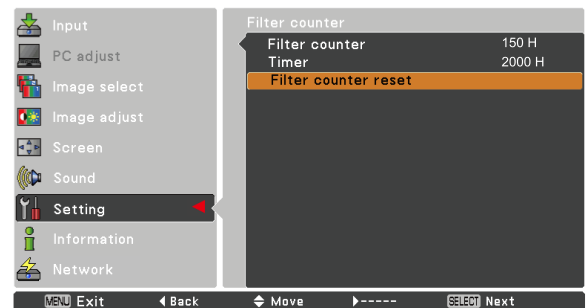 Input
PC adjust
Image select
Image adjust
Screen
Sound
Setting
Information
Network
Filter counter
Filter counter 150 H
Timer 2000 H
Filter counter reset
MENU Exit Back Move ----- SELECT Next